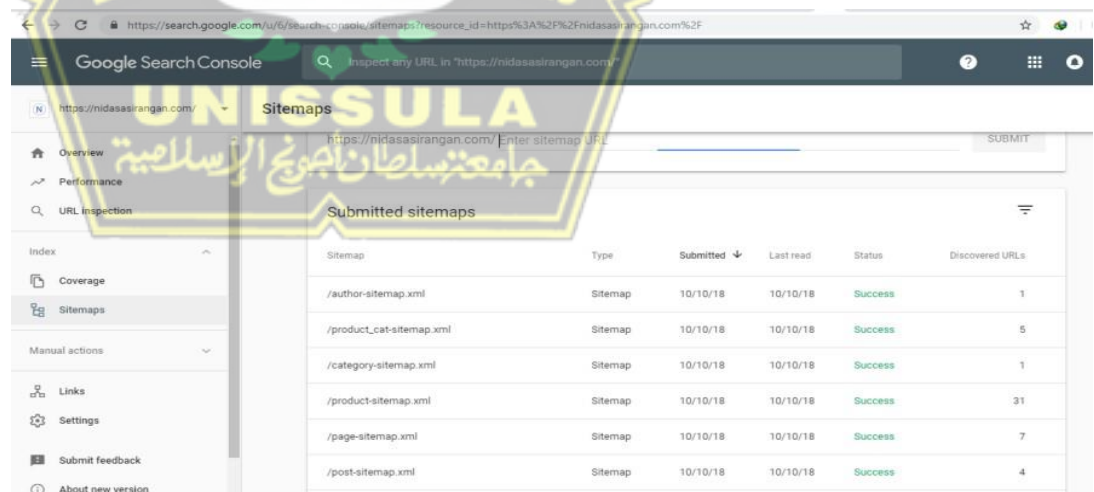 https://search.google.com/u/6/search-console/sitemaps?resource_id=https%3A%2F%2Fnidasasirangan.com%2F
Google Search Console
Inspect any URL in "https://nidasasirangan.com/"
N
https://nidasasirangan.com/
Sitemaps
UNISSULA
جامعة سلطان أجونج الإسلامية
https://nidasasirangan.com/ Enter sitemap URL
SUBMIT
Overview
Performance
URL inspection
Submitted sitemaps
Index
Sitemap Type Submitted Last read Status Discovered URLs
Coverage
/author-sitemap.xml Sitemap 10/10/18 10/10/18 Success 1
Sitemaps
/product_cat-sitemap.xml Sitemap 10/10/18 10/10/18 Success 5
Manual actions
/category-sitemap.xml Sitemap 10/10/18 10/10/18 Success 1
Links
/product-sitemap.xml Sitemap 10/10/18 10/10/18 Success 31
Settings
/page-sitemap.xml Sitemap 10/10/18 10/10/18 Success 7
Submit feedback
/post-sitemap.xml Sitemap 10/10/18 10/10/18 Success 4
About new version